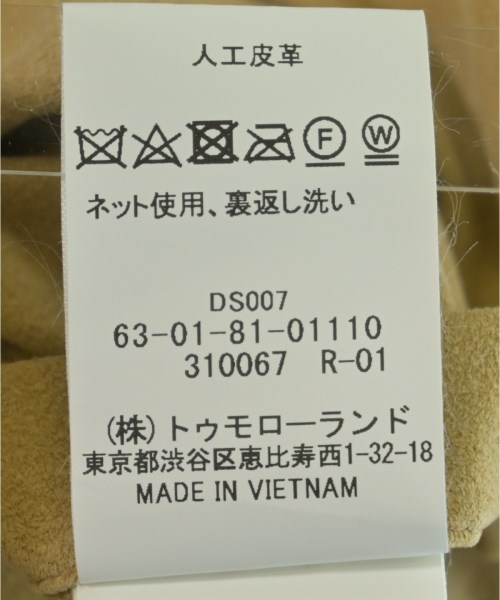 人工皮革
F W
ネット使用、裏返し洗い
DS007
63-01-81-01110
310067 R-01
(株)トゥモローランド
東京都渋谷区恵比寿西1-32-18
MADE IN VIETNAM